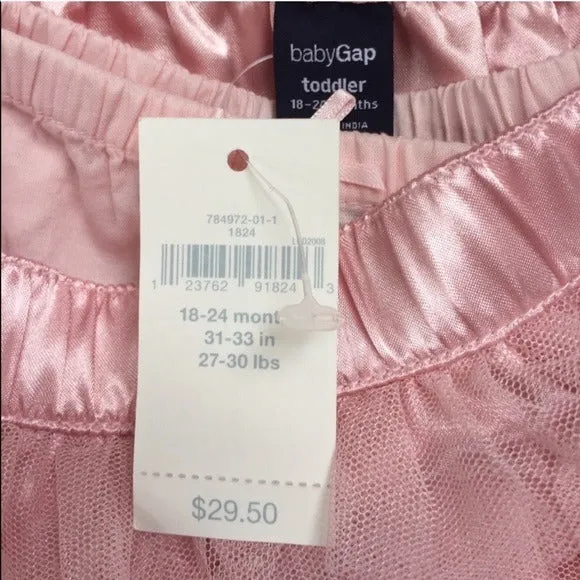 babyGap
toddler
INDIA
784972-01-1
1824
1 23762 91824 3
18-24
31-33 in
27-30 lbs
$29.50